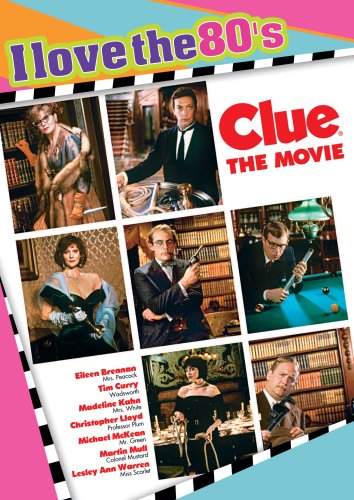 I love the 80's
Clue®
THE MOVIE
Eileen Brennan
Mrs. Peacock
Tim Curry
Wadsworth
Madeline Kahn
Mrs. White
Christopher Lloyd
Professor Plum
Michael McKean
Mr. Green
Martin Mull
Colonel Mustard
Lesley Ann Warren
Miss Scarlet